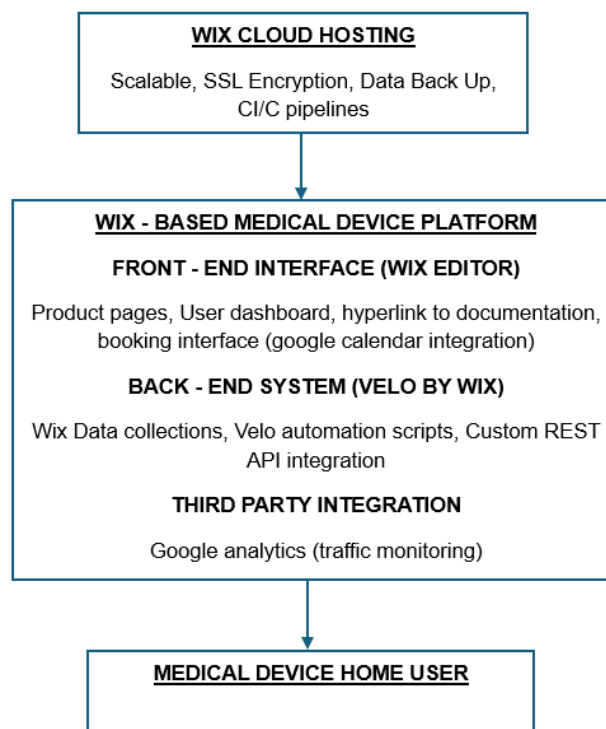 WIX CLOUD HOSTING
Scalable, SSL Encryption, Data Back Up,
CI/C pipelines
WIX - BASED MEDICAL DEVICE PLATFORM
FRONT - END INTERFACE (WIX EDITOR)
Product pages, User dashboard, hyperlink to documentation,
booking interface (google calendar integration)
BACK - END SYSTEM (VELO BY WIX)
Wix Data collections, Velo automation scripts, Custom REST
API integration
THIRD PARTY INTEGRATION
Google analytics (traffic monitoring)
MEDICAL DEVICE HOME USER